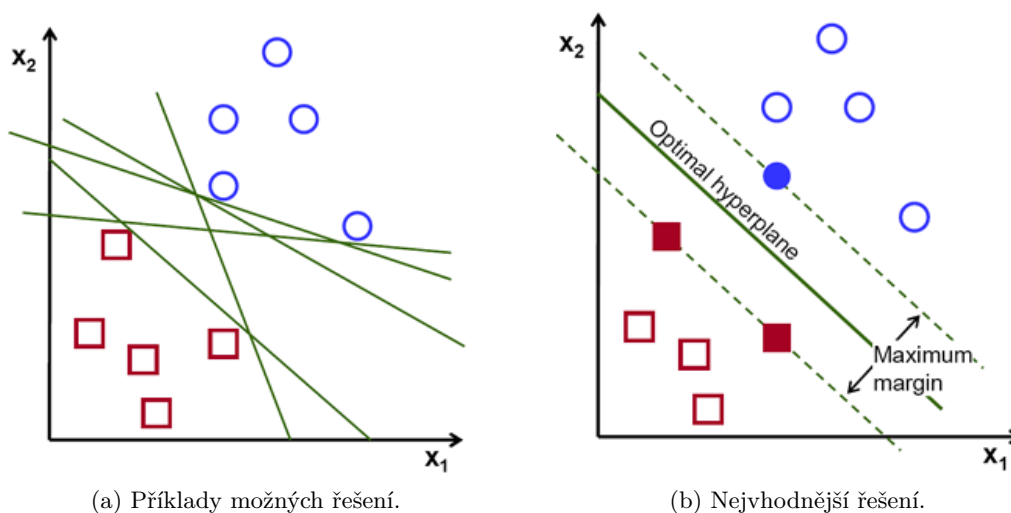 x₂
x₁
(a) Příklady možných řešení.
x₂
Optimal hyperplane
Maximum
margin
x₁
(b) Nejvhodnější řešení.